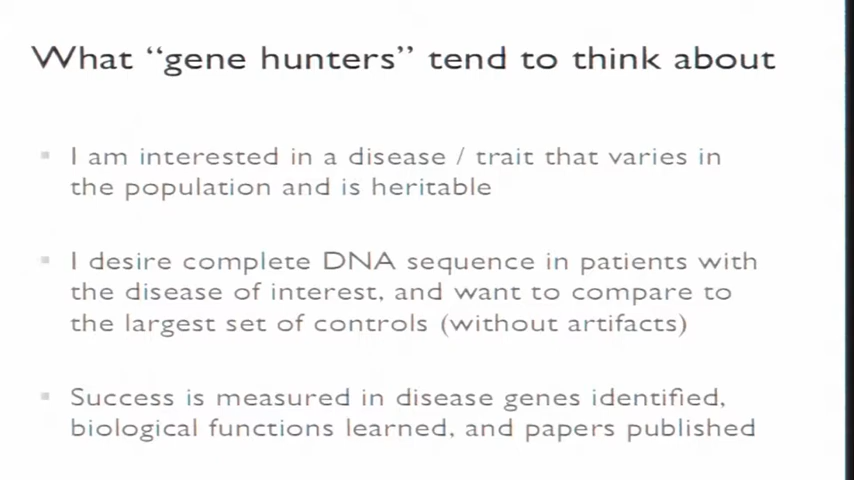 What “gene hunters” tend to think about
I am interested in a disease / trait that varies in
the population and is heritable
I desire complete DNA sequence in patients with
the disease of interest, and want to compare to
the largest set of controls (without artifacts)
Success is measured in disease genes identified,
biological functions learned, and papers published